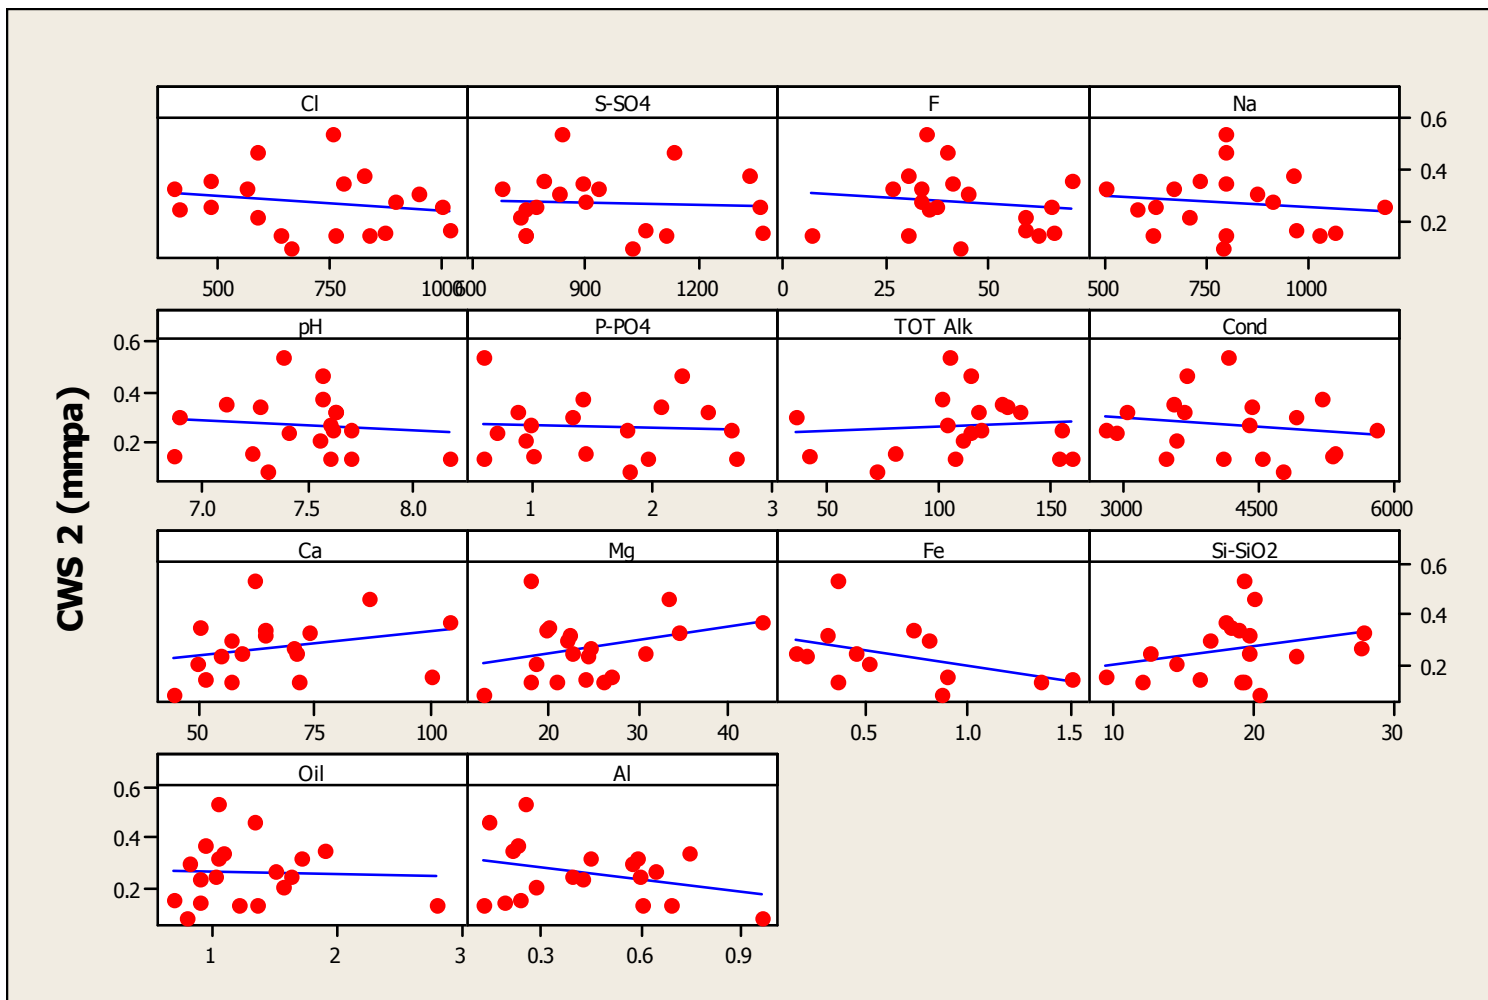 Cl S-SO4 F Na
0.6
0.4
0.2
500 750 1000 600 900 1200 0 25 50 500 750 1000
pH P-PO4 TOT Alk Cond
0.6
0.4
0.2
7.0 7.5 8.0 1 2 3 50 100 150 3000 4500 6000
CWS 2 (mmpa)
Ca Mg Fe Si-SiO2
0.6
0.4
0.2
50 75 100 20 30 40 0.5 1.0 1.5 10 20 30
Oil Al
0.6
0.4
0.2
1 2 3 0.3 0.6 0.9